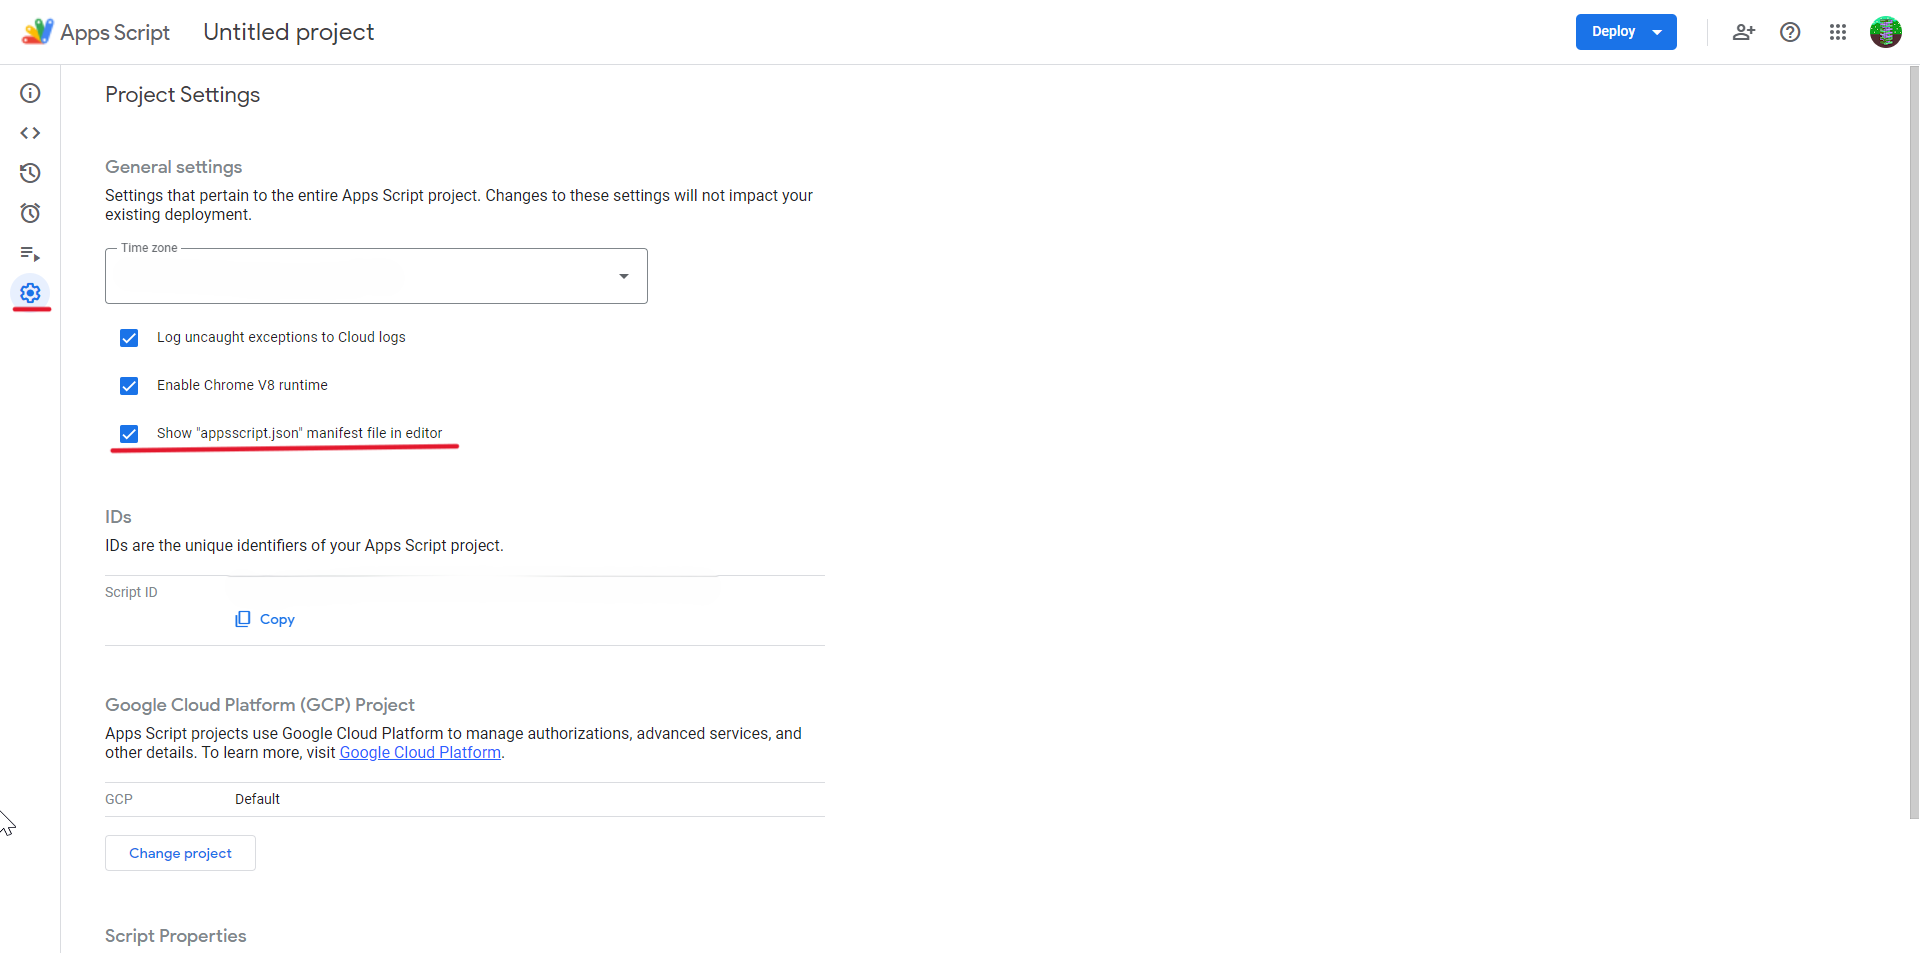 Apps Script
Untitled project
Deploy
Project Settings
General settings
Settings that pertain to the entire Apps Script project. Changes to these settings will not impact your
existing deployment.
Time zone
Log uncaught exceptions to Cloud logs
Enable Chrome V8 runtime
Show "appsscript.json" manifest file in editor
IDs
IDs are the unique identifiers of your Apps Script project.
Script ID
Copy
Google Cloud Platform (GCP) Project
Apps Script projects use Google Cloud Platform to manage authorizations, advanced services, and
other details. To learn more, visit Google Cloud Platform.
GCP Default
Change project
Script Properties